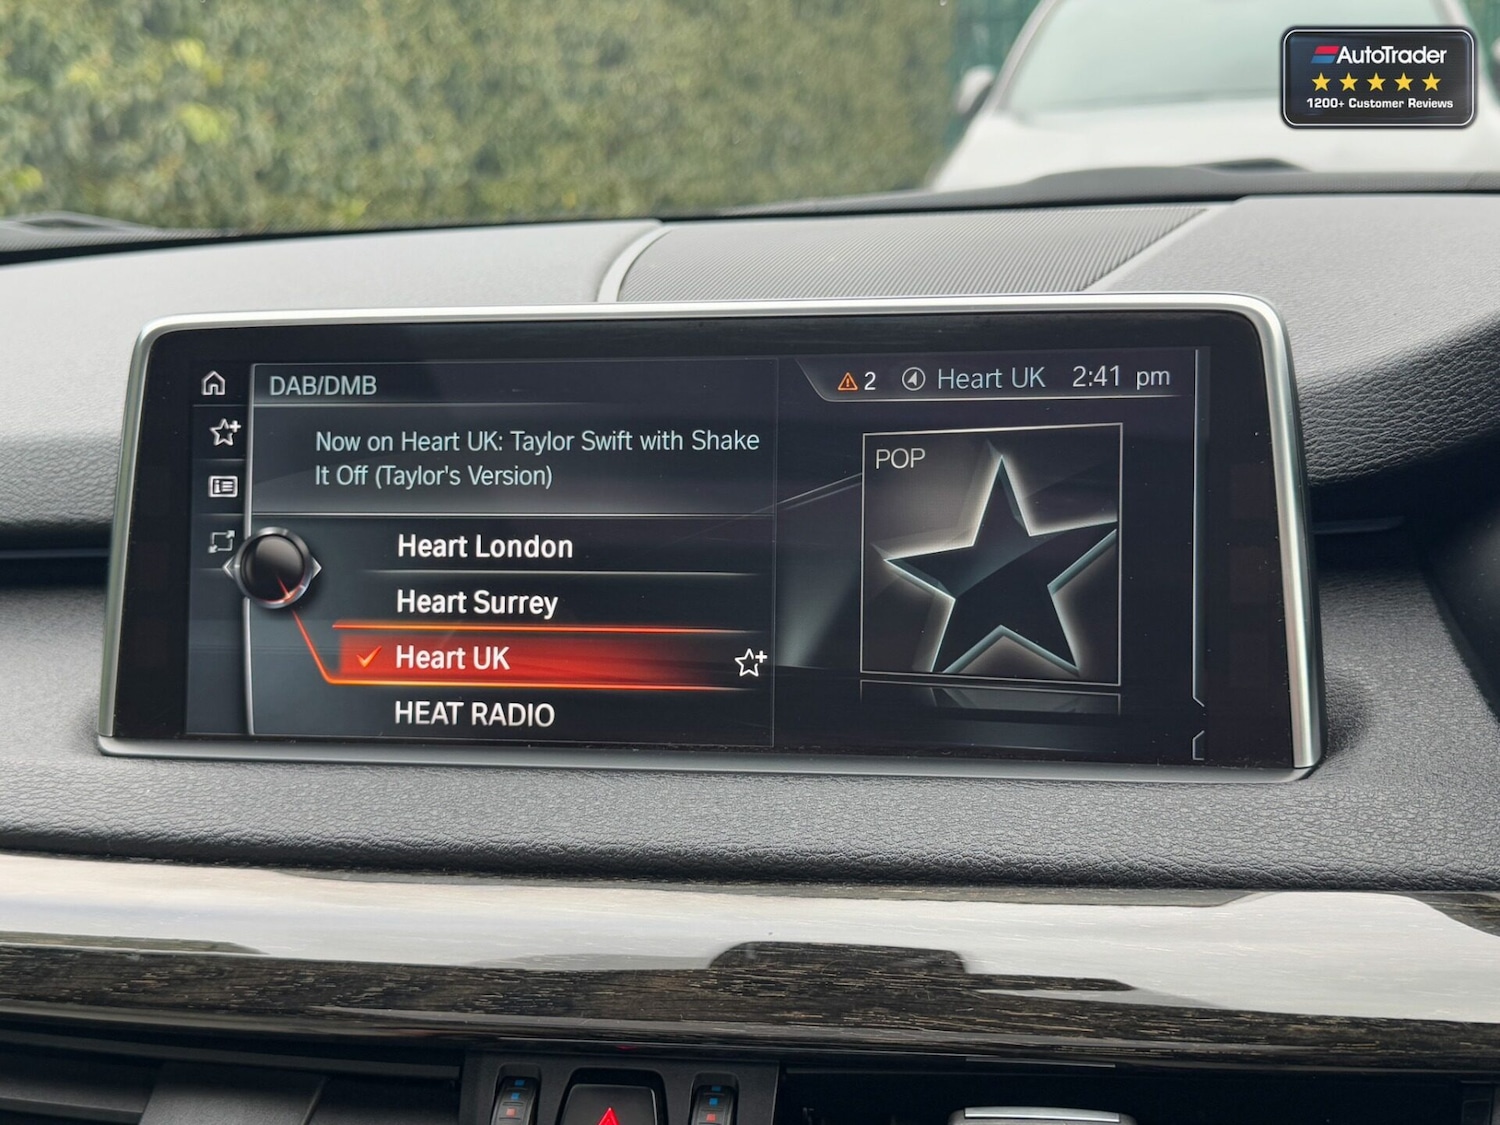 AutoTrader
1200+ Customer Reviews
DAB/DMB
2 Heart UK 2:41 pm
Now on Heart UK: Taylor Swift with Shake
It Off (Taylor's Version)
POP
Heart London
Heart Surrey
Heart UK
HEAT RADIO